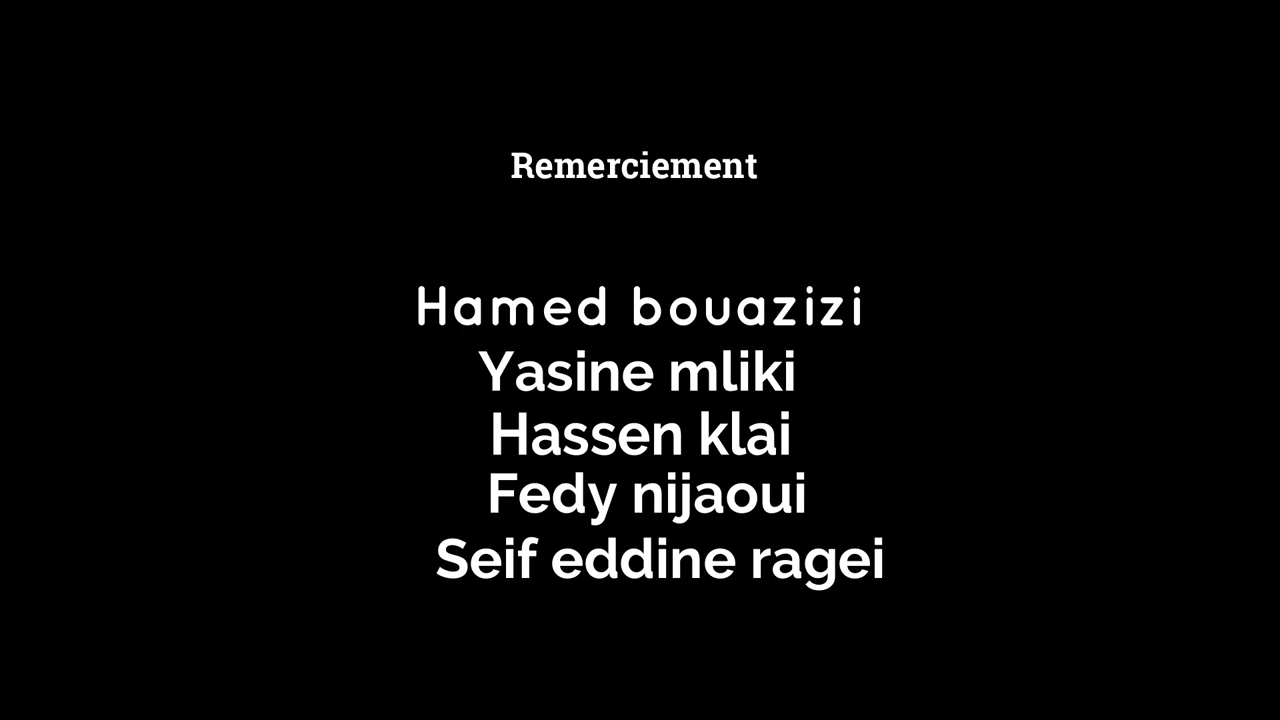 Remerciement
Hamed bouazizi
Yasine mliki
Hassen klai
Fedy nijaoui
Seif eddine ragei